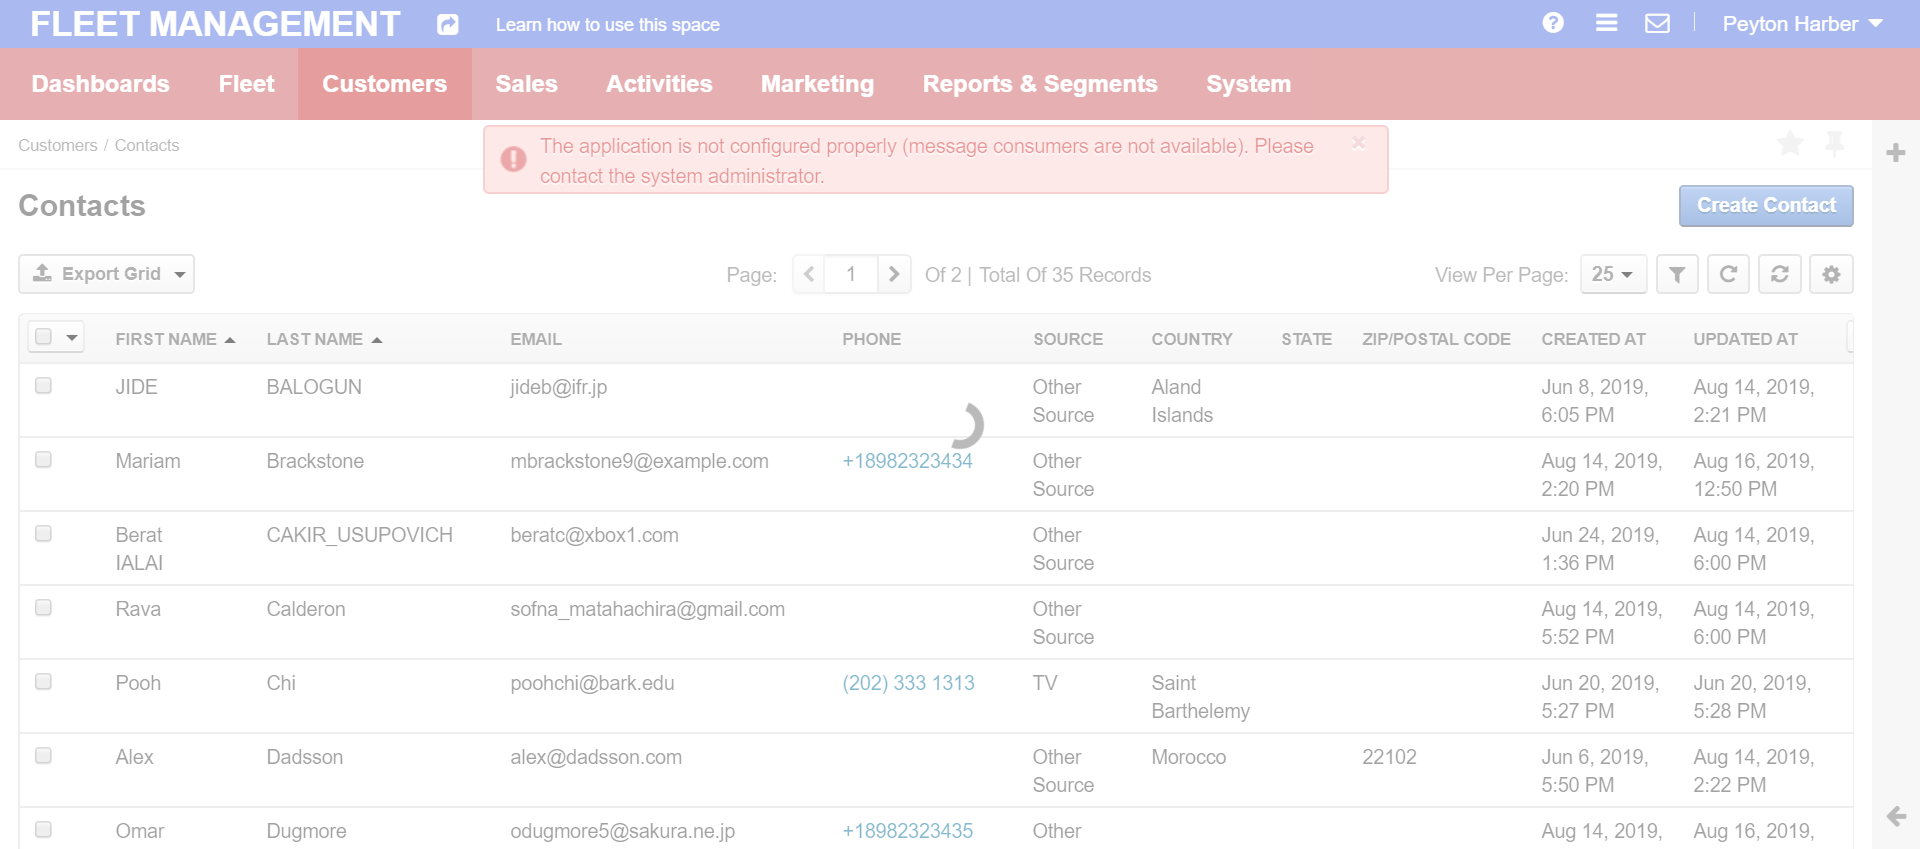 FLEET MANAGEMENT Learn how to use this space Peyton Harber
Dashboards Fleet Customers Sales Activities Marketing Reports & Segments System
Customers / Contacts
The application is not configured properly (message consumers are not available). Please
contact the system administrator.
Contacts
Create Contact
Export Grid Page: 1 Of 2 | Total Of 35 Records View Per Page: 25
FIRST NAME LAST NAME EMAIL PHONE SOURCE COUNTRY STATE ZIP/POSTAL CODE CREATED AT UPDATED AT
JIDE BALOGUN jideb@ifr.jp Other Aland Jun 8, 2019, Aug 14, 2019,
Source Islands 6:05 PM 2:21 PM
Mariam Brackstone mbrackstone9@example.com +18982323434 Other Aug 14, 2019, Aug 16, 2019,
Source 2:20 PM 12:50 PM
Berat CAKIR_USUPOVICH beratc@xbox1.com Other Jun 24, 2019, Aug 14, 2019,
IALAI Source 1:36 PM 6:00 PM
Rava Calderon sofna_matahachira@gmail.com Other Aug 14, 2019, Aug 14, 2019,
Source 5:52 PM 6:00 PM
Pooh Chi poohchi@bark.edu (202) 333 1313 TV Saint Jun 20, 2019, Jun 20, 2019,
Barthelemy 5:27 PM 5:28 PM
Alex Dadsson alex@dadsson.com Other Morocco 22102 Jun 6, 2019, Aug 14, 2019,
Source 5:50 PM 2:22 PM
Omar Dugmore odugmore5@sakura.ne.jp +18982323435 Other Aug 14, 2019, Aug 16, 2019,